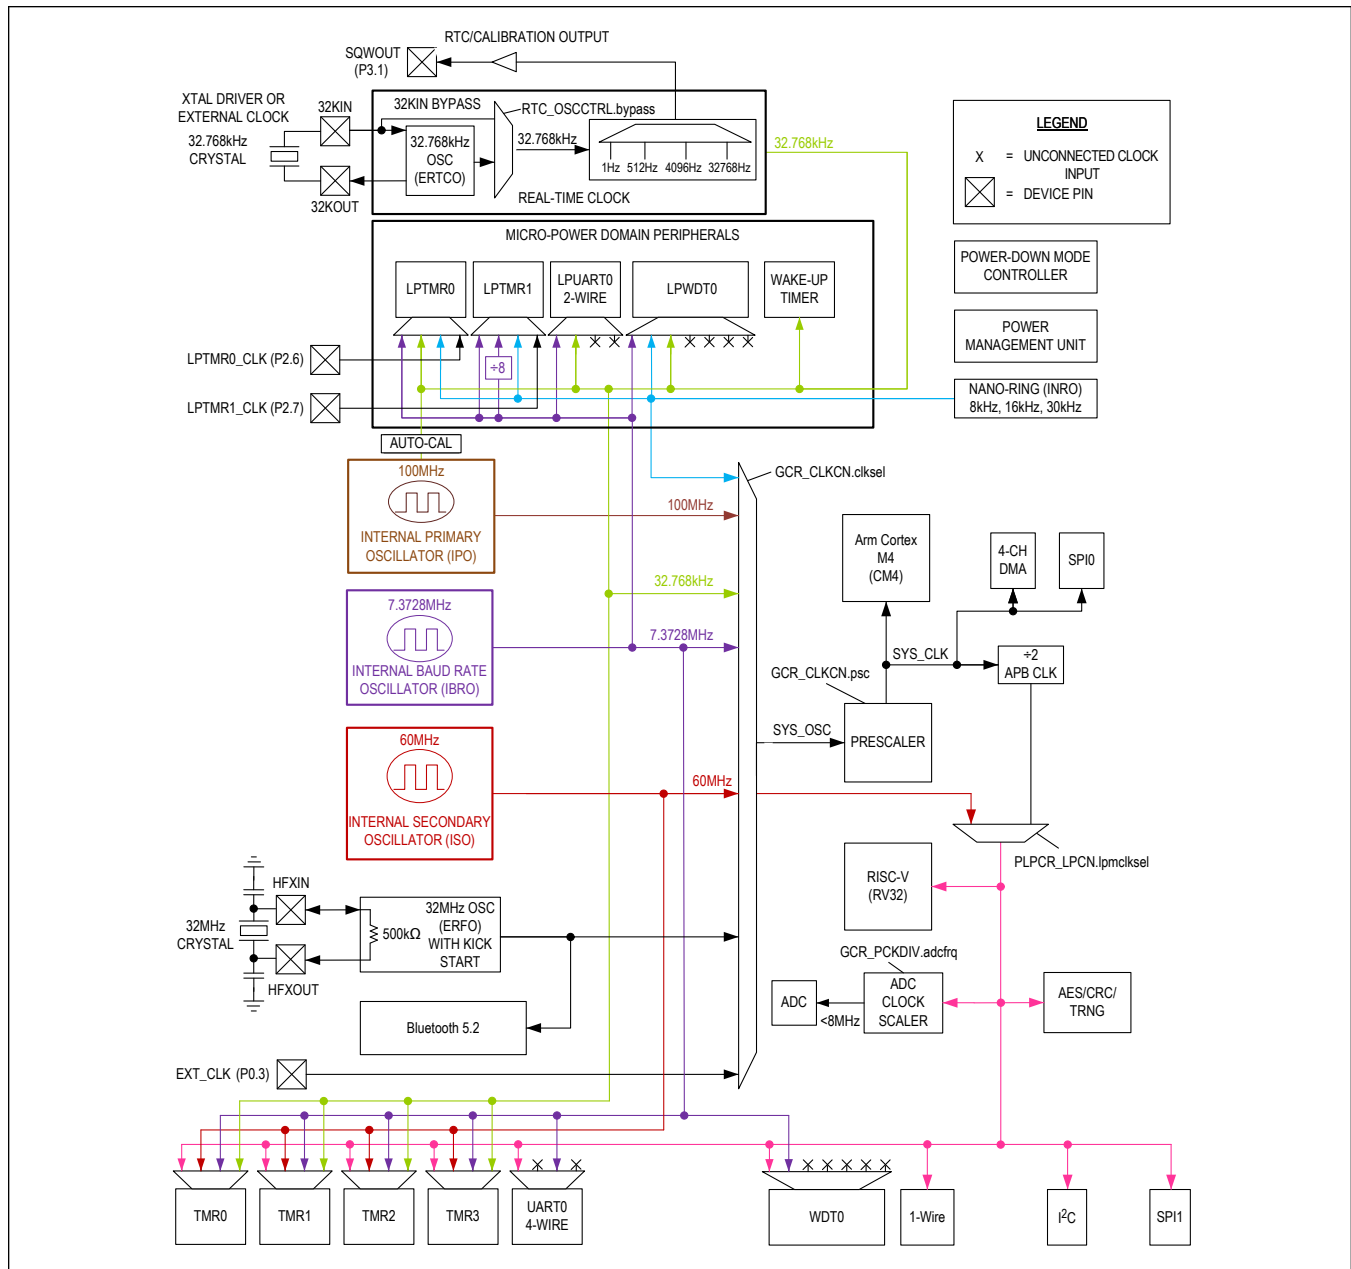 RTC/CALIBRATION OUTPUT
SQWOUT
(P3.1)
XTAL DRIVER OR
EXTERNAL CLOCK
32.768kHz
CRYSTAL
32KIN
32KOUT
32KIN BYPASS
RTC_OSCCTRL.bypass
32.768kHz
OSC
(ERTCO)
32.768kHz
1Hz 512Hz 4096Hz 32768Hz
REAL-TIME CLOCK
32.768kHz
LEGEND
X = UNCONNECTED CLOCK
INPUT
= DEVICE PIN
POWER-DOWN MODE
CONTROLLER
POWER
MANAGEMENT UNIT
NANO-RING (INRO)
8kHz, 16kHz, 30kHz
MICRO-POWER DOMAIN PERIPHERALS
LPTMR0
LPTMR1
LPUART0
2-WIRE
LPWDT0
WAKE-UP
TIMER
÷8
LPTMR0_CLK (P2.6)
LPTMR1_CLK (P2.7)
AUTO-CAL
100MHz
INTERNAL PRIMARY
OSCILLATOR (IPO)
100MHz
GCR_CLKCN.clksel
32.768kHz
7.3728MHz
INTERNAL BAUD RATE
OSCILLATOR (IBRO)
7.3728MHz
60MHz
INTERNAL SECONDARY
OSCILLATOR (ISO)
60MHz
Arm Cortex
M4
(CM4)
4-CH
DMA
SPI0
SYS_CLK
÷2
APB CLK
GCR_CLKCN.psc
SYS_OSC
PRESCALER
PLPCR_LPCN.lpmclksel
RISC-V
(RV32)
GCR_PCKDIV.adcfrq
ADC
CLOCK
SCALER
ADC
<8MHz
AES/CRC/
TRNG
HFXIN
32MHz
CRYSTAL
HFXOUT
500kΩ
32MHz OSC
(ERFO)
WITH KICK
START
Bluetooth 5.2
EXT_CLK (P0.3)
TMR0
TMR1
TMR2
TMR3
UART0
4-WIRE
WDT0
1-Wire
I²C
SPI1